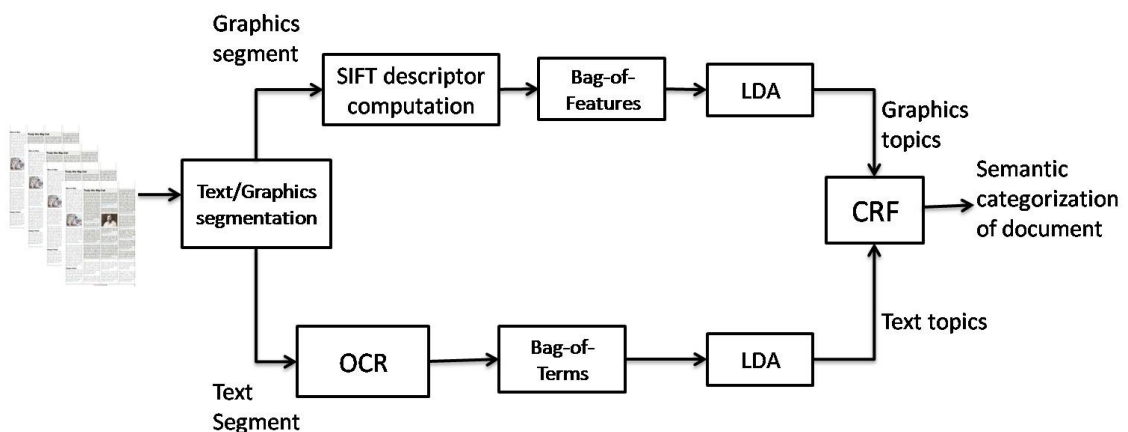 Graphics
segment
SIFT descriptor
computation
Bag-of-
Features
LDA
Graphics
topics
Text/Graphics
segmentation
CRF
Semantic
categorization
of document
OCR
Bag-of-
Terms
LDA
Text topics
Text
Segment